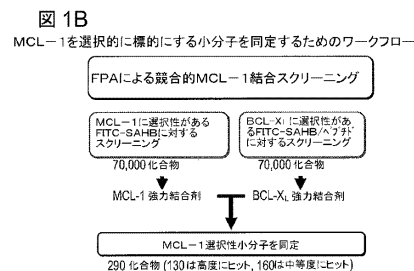 図 1B
MCL－1を選択的に標的にする小分子を同定するためのワークフロー
FPAによる競合的MCL－1結合スクリーニング
MCL－1に選択性がある
FITC-SAHBに対する
スクリーニング
BCL-XLに選択性があ
るFITC-SAHB/ペプチド
に対するスクリーニング
70,000化合物
70,000化合物
MCL-1 強力結合剤
BCL-XL 強力結合剤
MCL－1選択性小分子を同定
290 化合物 (130は高度にヒット, 160は中等度にヒット)